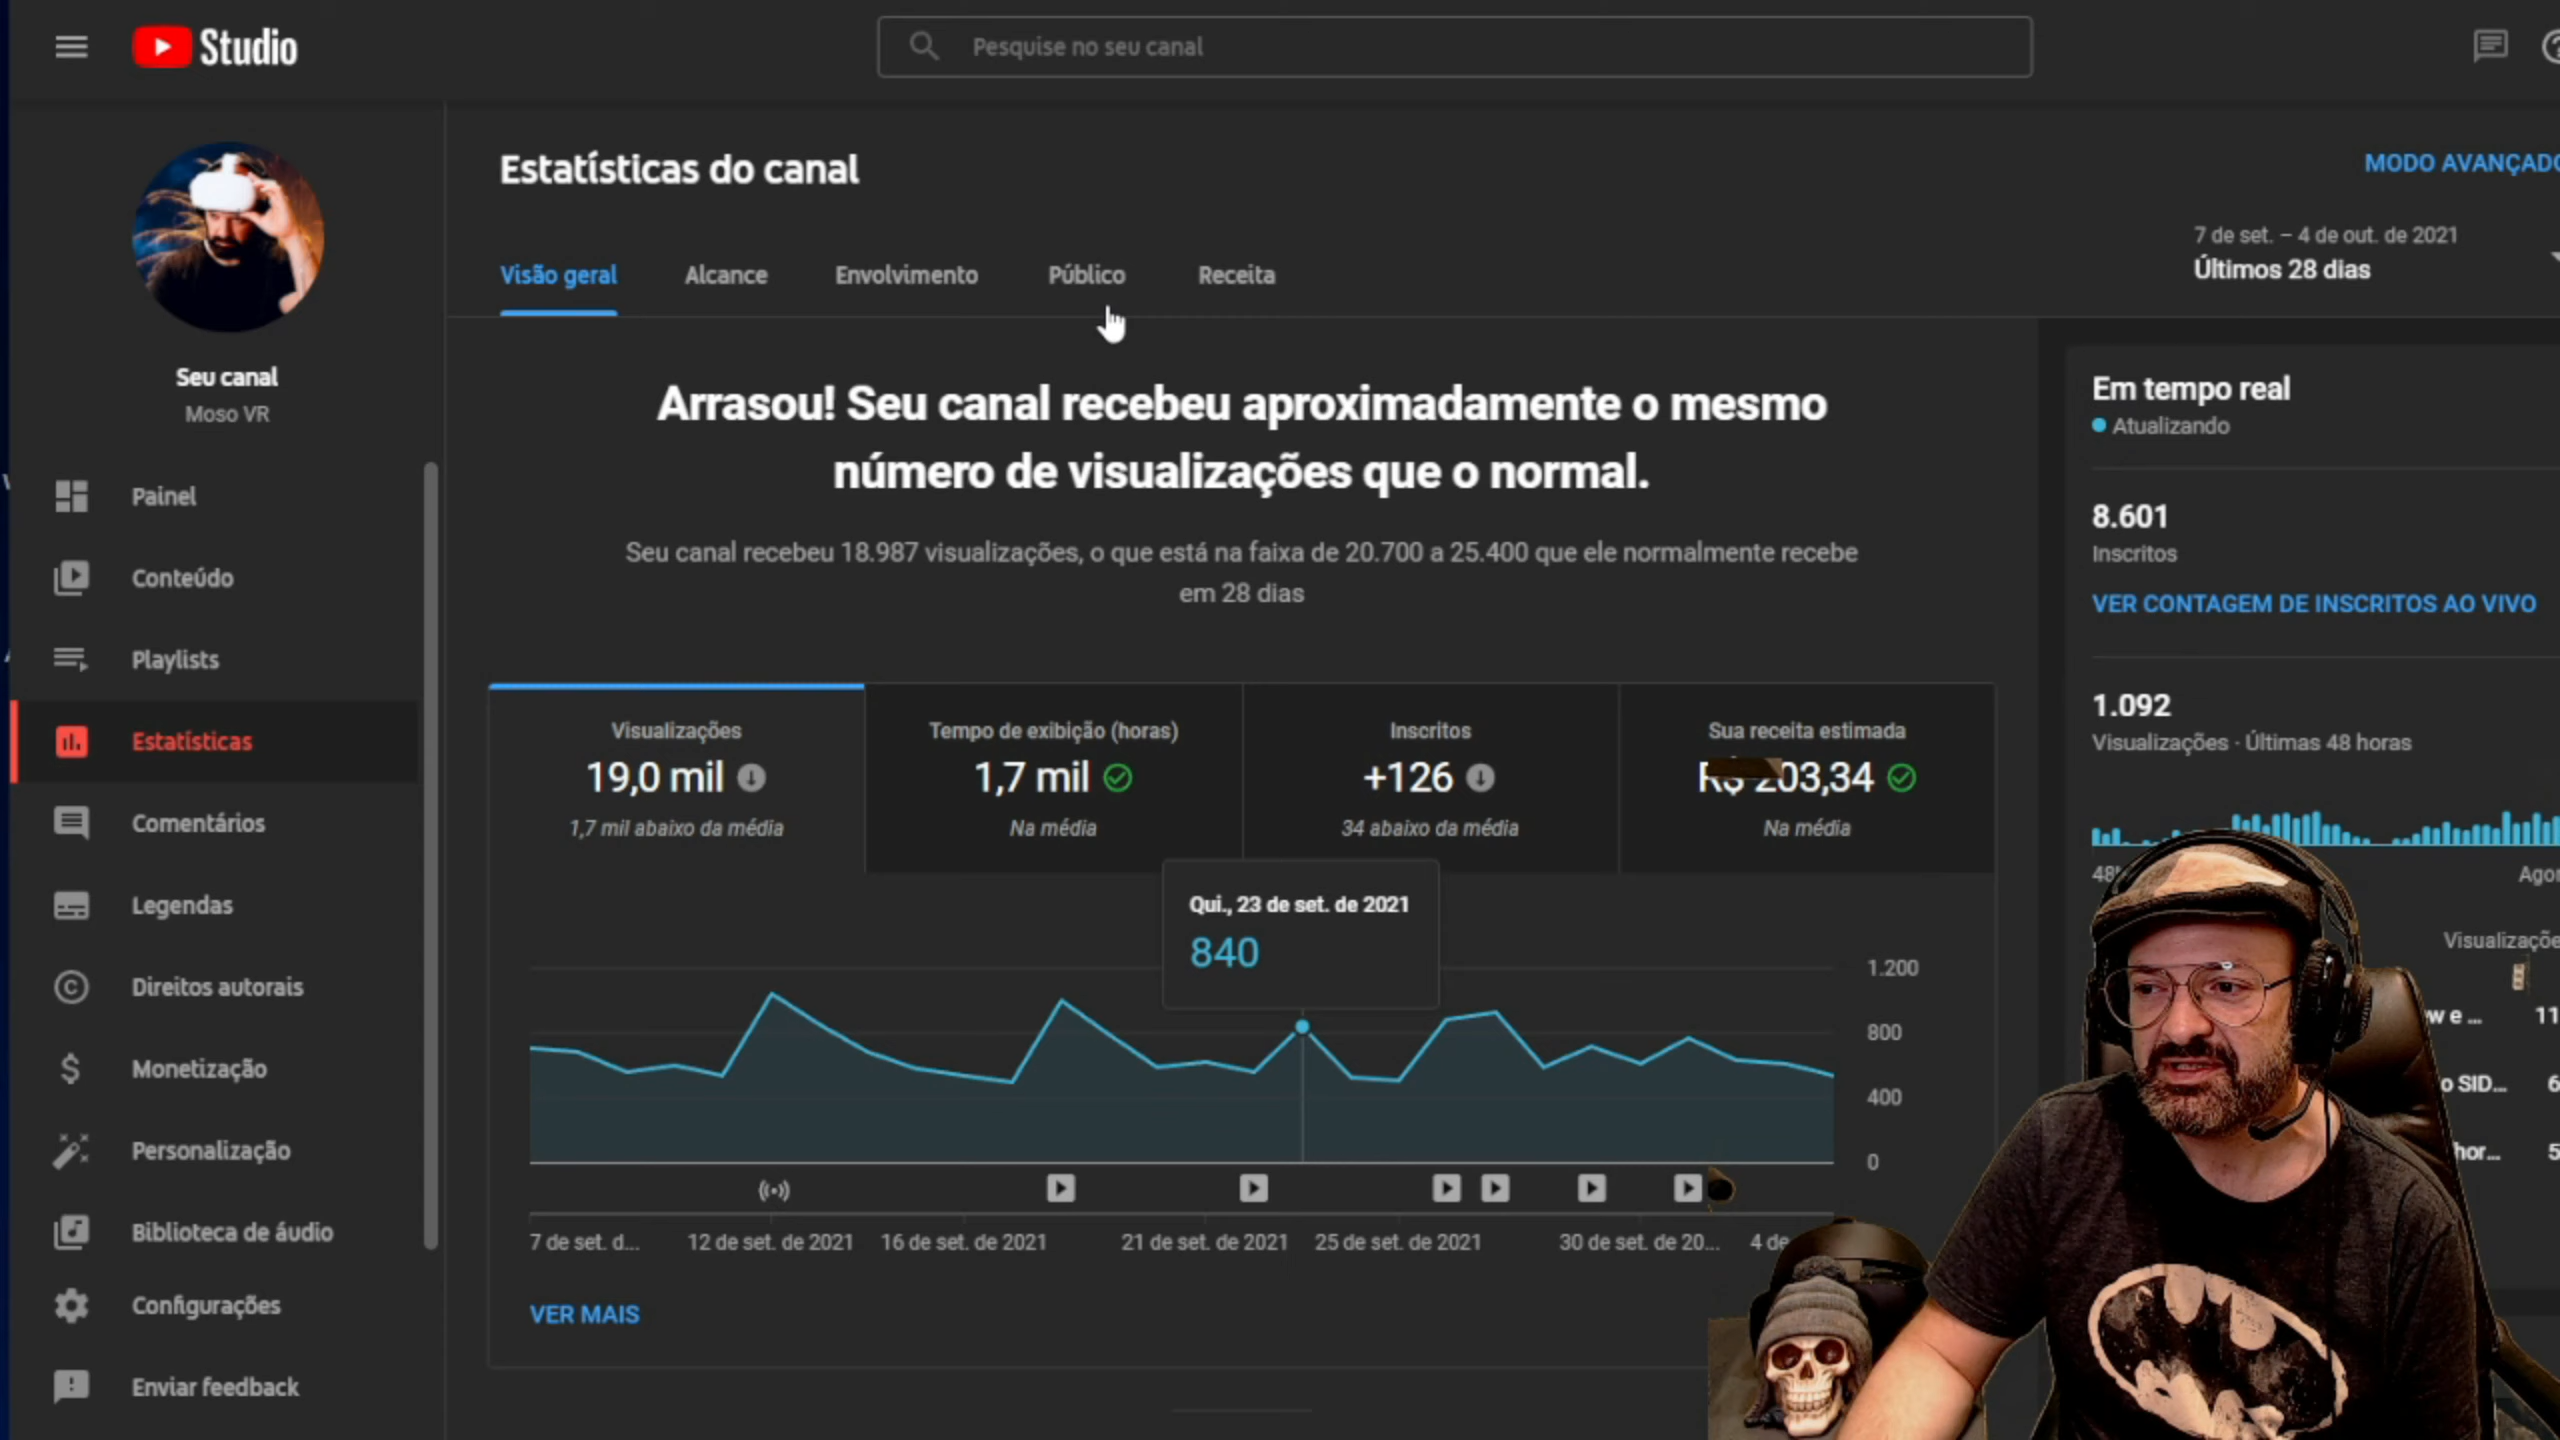 Studio
Pesquise no seu canal
Estatísticas do canal
MODO AVANÇADO
Visão geral
Alcance
Envolvimento
Público
Receita
7 de set. – 4 de out. de 2021
Últimos 28 dias
Seu canal
Moso VR
Painel
Conteúdo
Playlists
Estatísticas
Comentários
Legendas
Direitos autorais
Monetização
Personalização
Biblioteca de áudio
Configurações
Enviar feedback
Arrasou! Seu canal recebeu aproximadamente o mesmo
número de visualizações que o normal.
Seu canal recebeu 18.987 visualizações, o que está na faixa de 20.700 a 25.400 que ele normalmente recebe
em 28 dias
Visualizações
19,0 mil
1,7 mil abaixo da média
Tempo de exibição (horas)
1,7 mil
Na média
Inscritos
+126
34 abaixo da média
Sua receita estimada
R$ 203,34
Na média
Qui., 23 de set. de 2021
840
1.200
800
400
0
7 de set. d...
12 de set. de 2021
16 de set. de 2021
21 de set. de 2021
25 de set. de 2021
30 de set. de 20...
4 de
VER MAIS
Em tempo real
Atualizando
8.601
Inscritos
VER CONTAGEM DE INSCRITOS AO VIVO
1.092
Visualizações · Últimas 48 horas